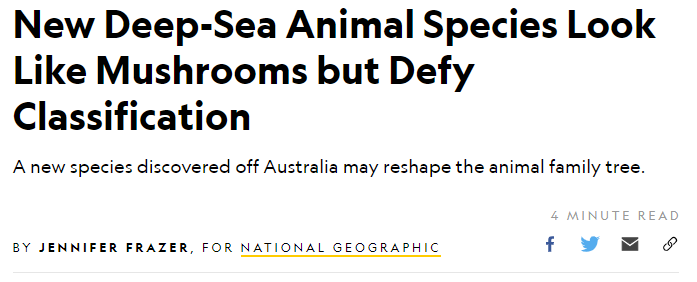 New Deep-Sea Animal Species Look
Like Mushrooms but Defy
Classification
A new species discovered off Australia may reshape the animal family tree.
4 MINUTE READ
BY JENNIFER FRAZER, FOR NATIONAL GEOGRAPHIC